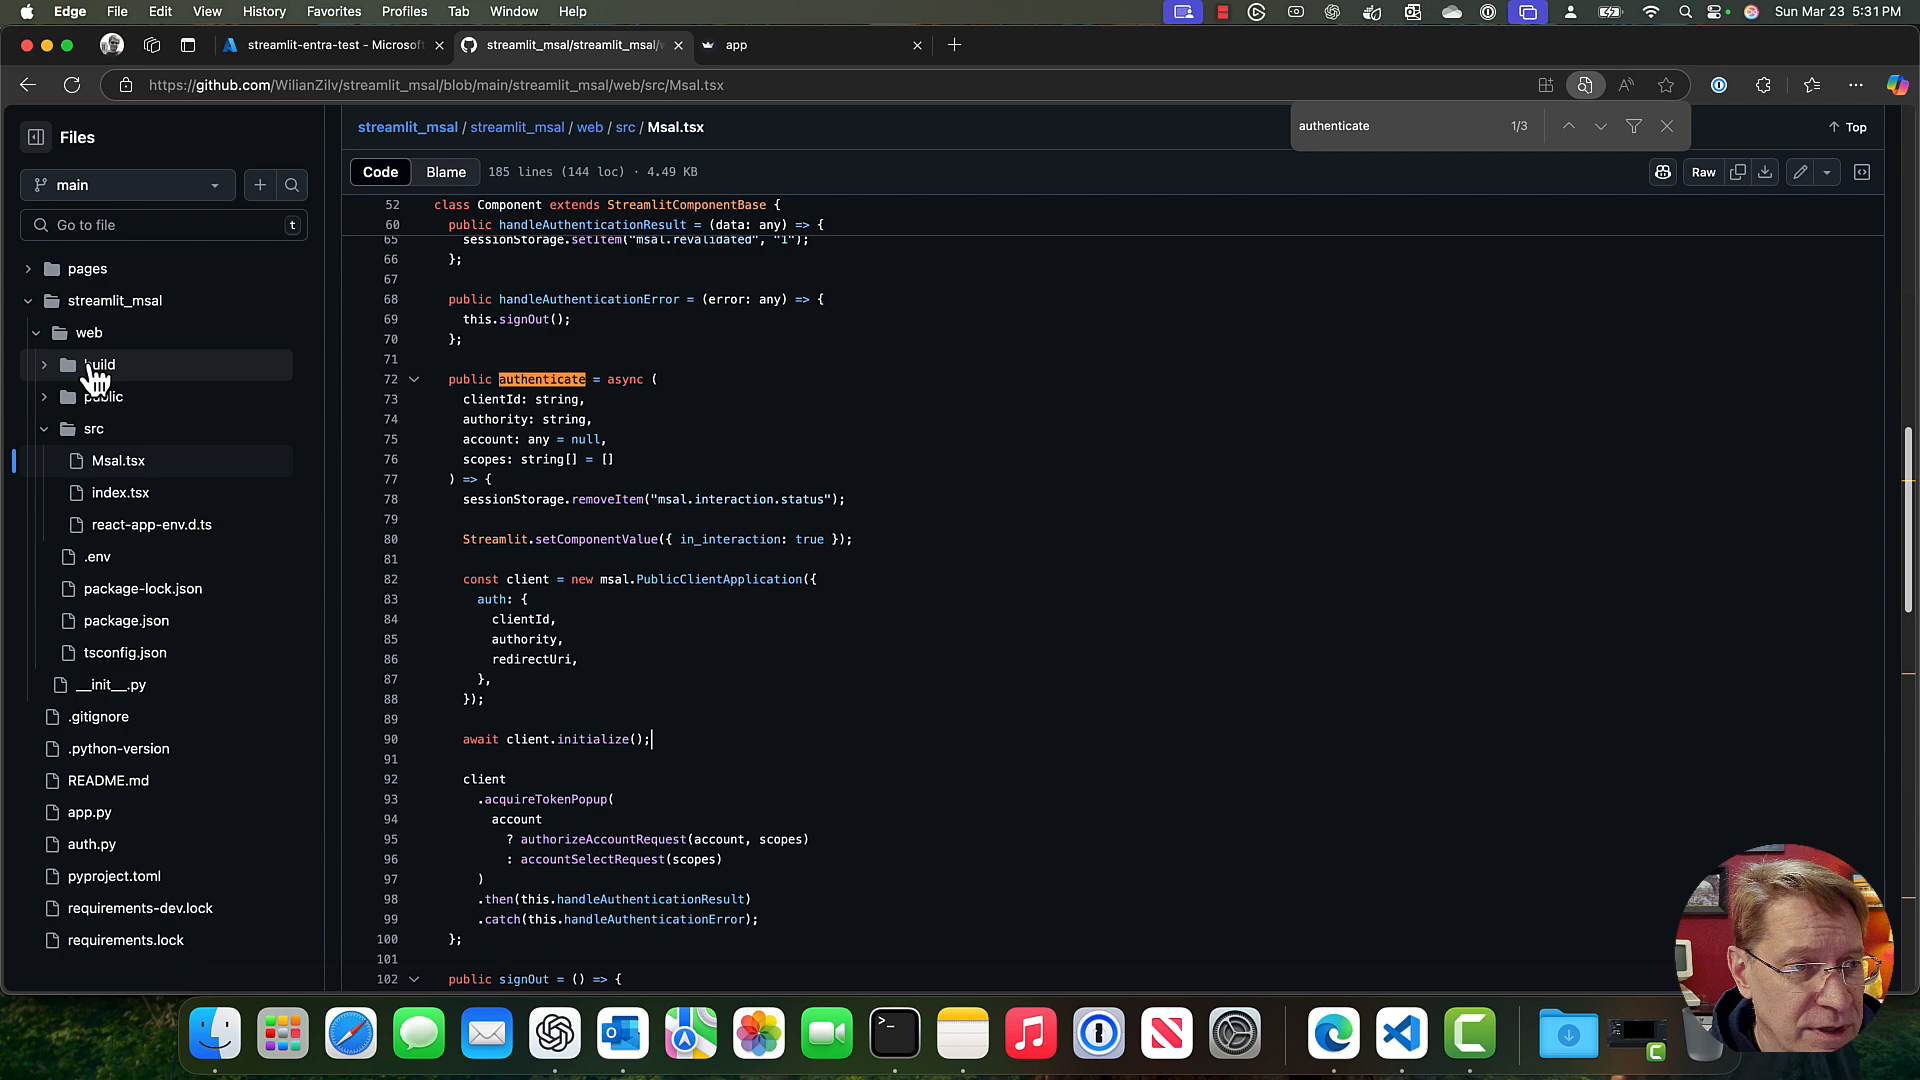 Edge File Edit View History Favorites Profiles Tab Window Help
Sun Mar 23 5:31 PM
streamlit-entra-test - Microsoft
streamlit_msal/streamlit_msal/
app
https://github.com/WilianZilv/streamlit_msal/blob/main/streamlit_msal/web/src/Msal.tsx
authenticate 1/3
Files
streamlit_msal / streamlit_msal / web / src / Msal.tsx
Top
main
Code Blame 185 lines (144 loc) · 4.49 KB
Raw
Go to file t
pages
streamlit_msal
web
build
public
src
Msal.tsx
index.tsx
react-app-env.d.ts
.env
package-lock.json
package.json
tsconfig.json
__init__.py
.gitignore
.python-version
README.md
app.py
auth.py
pyproject.toml
requirements-dev.lock
requirements.lock
52 class Component extends StreamlitComponentBase {
60 public handleAuthenticationResult = (data: any) => {
65 sessionStorage.setItem("msal.revalidated", "1");
66 };
67
68 public handleAuthenticationError = (error: any) => {
69 this.signOut();
70 };
71
72 public authenticate = async (
73 clientId: string,
74 authority: string,
75 account: any = null,
76 scopes: string[] = []
77 ) => {
78 sessionStorage.removeItem("msal.interaction.status");
79
80 Streamlit.setComponentValue({ in_interaction: true });
81
82 const client = new msal.PublicClientApplication({
83 auth: {
84 clientId,
85 authority,
86 redirectUri,
87 },
88 });
89
90 await client.initialize();
91
92 client
93 .acquireTokenPopup(
94 account
95 ? authorizeAccountRequest(account, scopes)
96 : accountSelectRequest(scopes)
97 )
98 .then(this.handleAuthenticationResult)
99 .catch(this.handleAuthenticationError);
100 };
101
102 public signOut = () => {